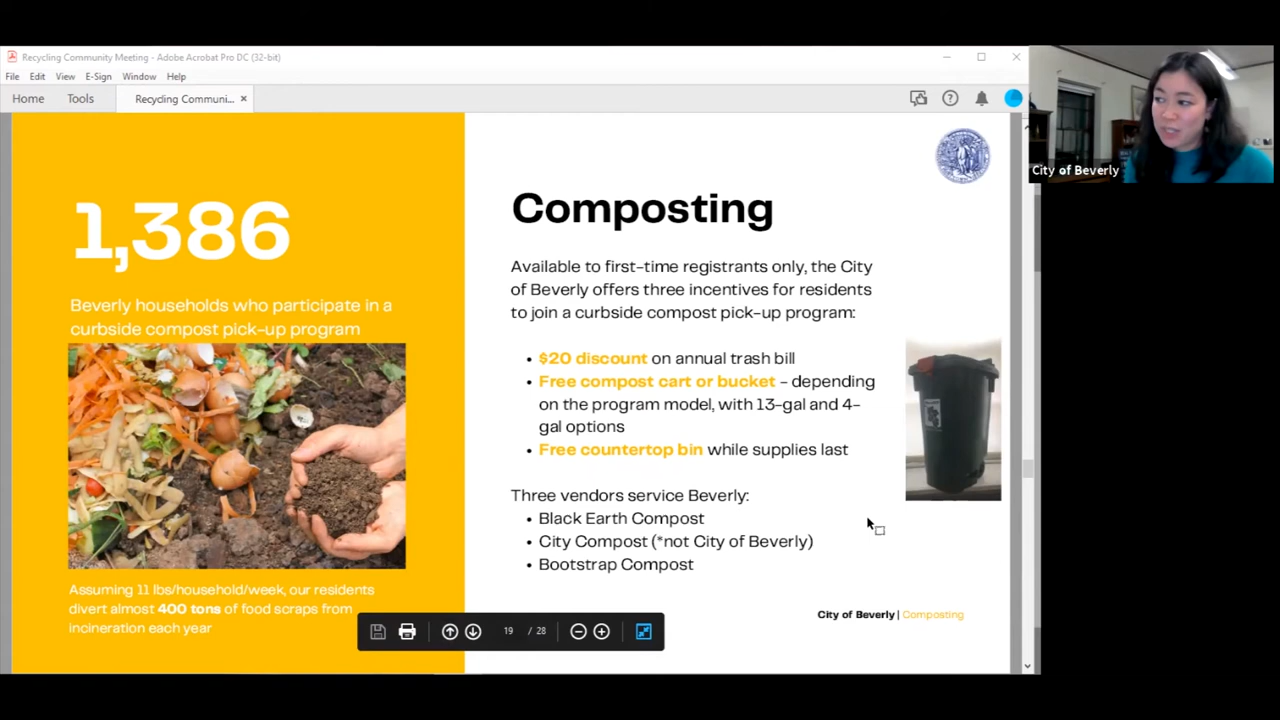 Recycling Community Meeting - Adobe Acrobat Pro DC (32-bit)
File Edit View E-Sign Window Help
Home Tools Recycling Communi... ×
1,386
Beverly households who participate in a
curbside compost pick-up program
Assuming 11 lbs/household/week, our residents
divert almost 400 tons of food scraps from
incineration each year
Composting
Available to first-time registrants only, the City
of Beverly offers three incentives for residents
to join a curbside compost pick-up program:
• $20 discount on annual trash bill
• Free compost cart or bucket - depending
on the program model, with 13-gal and 4-
gal options
• Free countertop bin while supplies last
Three vendors service Beverly:
• Black Earth Compost
• City Compost (*not City of Beverly)
• Bootstrap Compost
City of Beverly | Composting
19 / 28
City of Beverly